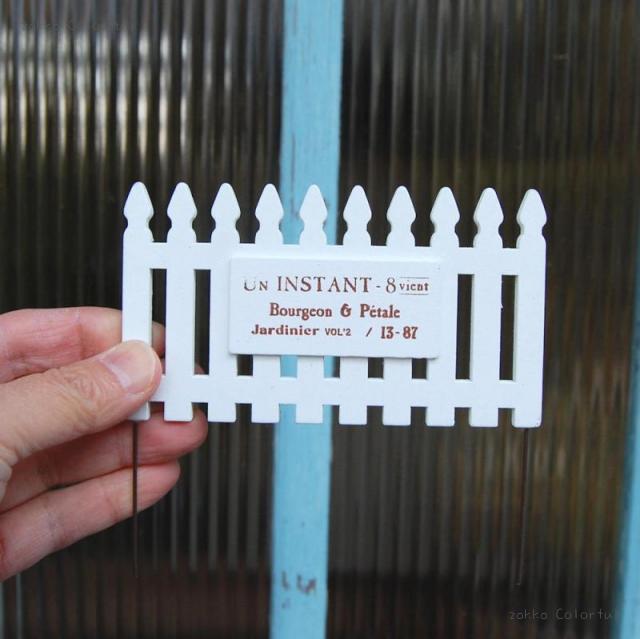 UN INSTANT - 8 vient
Bourgeon & Pétale
Jardinier VOL'2 / 13-87
zakka Colortu